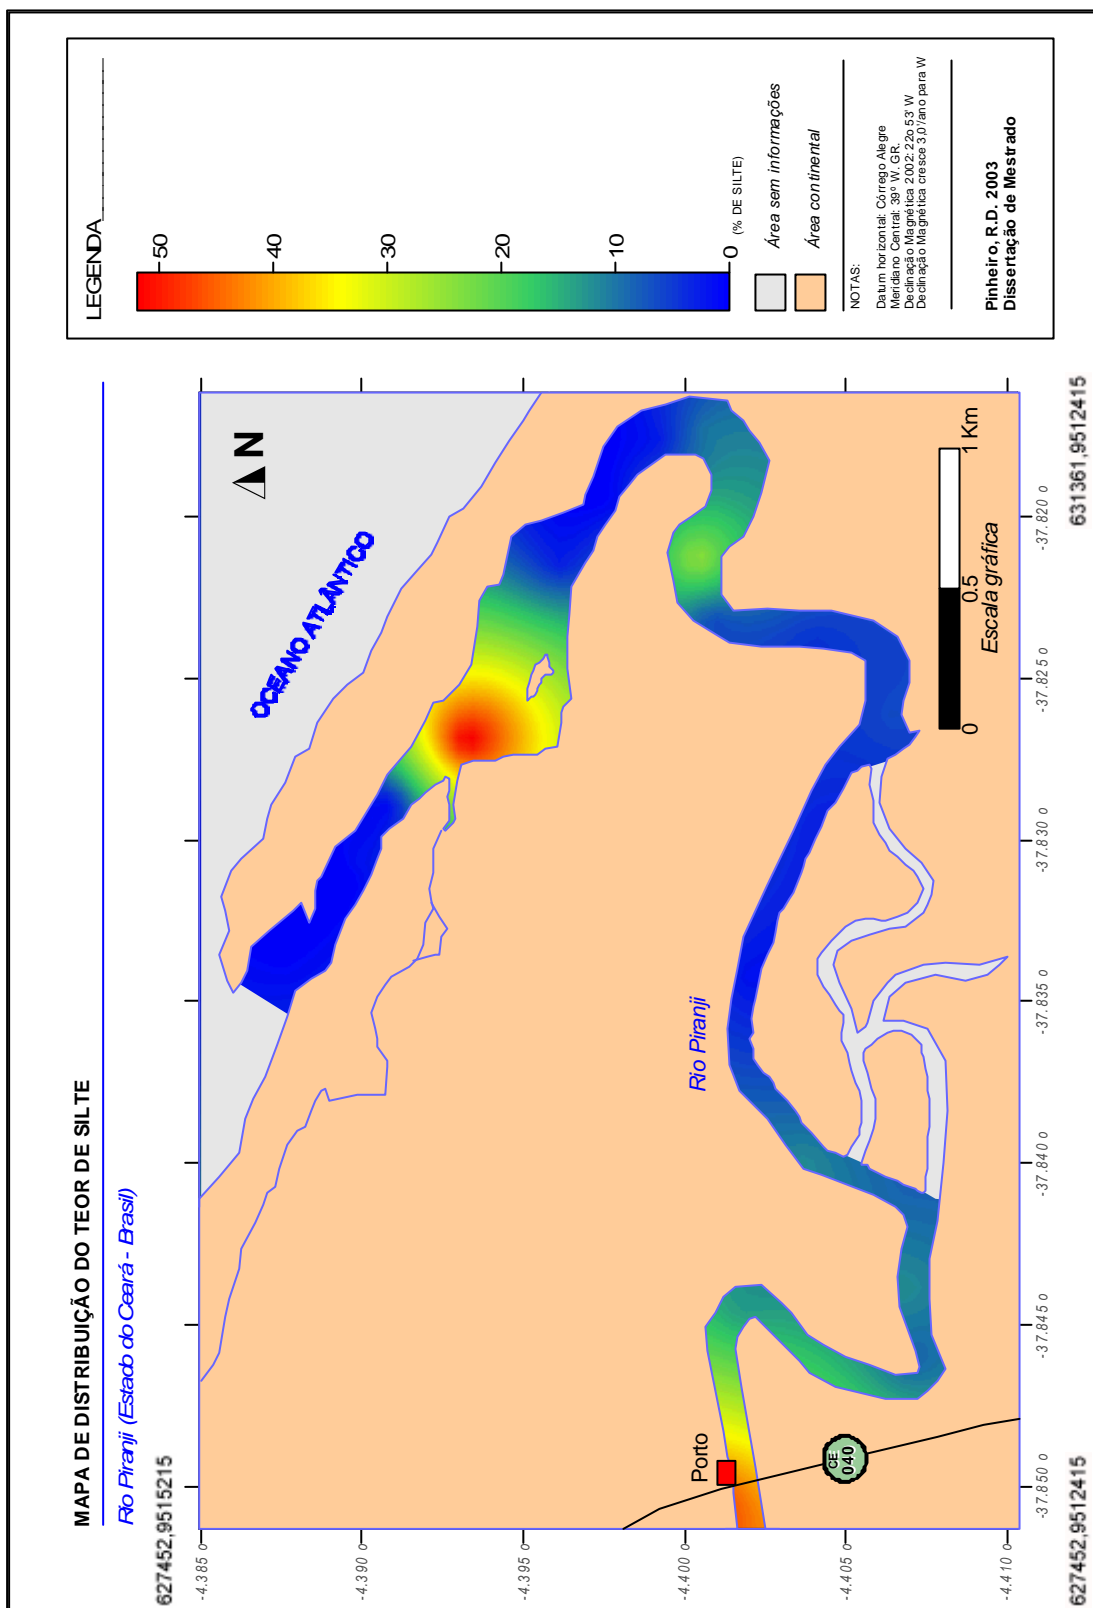 MAPA DE DISTRIBUIÇÃO DO TEOR DE SILTE
Rio Piranji (Estado do Ceará - Brasil)
627452,9515215
-4.385 0
-4.390 0
-4.395 0
-4.400 0
-4.405 0
-4.410 0
627452,9512415
631361,9512415
-37.850 0
-37.845 0
-37.840 0
-37.835 0
-37.830 0
-37.825 0
-37.820 0
OCEANO ATLÂNTICO
N
Rio Piranji
Porto
CE
040
0
0.5
1 Km
Escala gráfica
LEGENDA
50
40
30
20
10
0
(% DE SILTE)
Área sem informações
Área continental
NOTAS:
Datum horizontal: Córrego Alegre
Meridiano Central: 39º W. GR.
Declinação Magnética 2002: 22o 53' W
Declinação Magnética cresce 3,0'/ano para W
Pinheiro, R.D. 2003
Dissertação de Mestrado